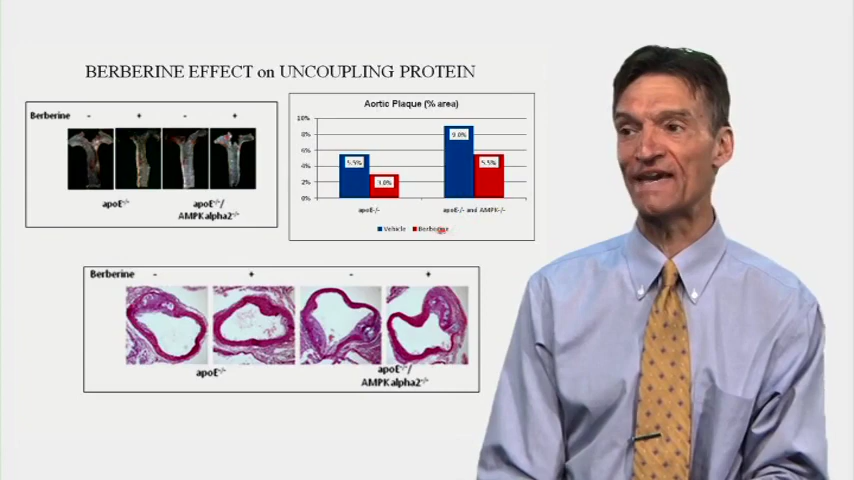 BERBERINE EFFECT on UNCOUPLING PROTEIN
Berberine - + - +
apoE-/-
apoE-/-/
AMPKalpha2-/-
Aortic Plaque (% area)
10%
8%
6%
4%
2%
0%
5.5%
3.0%
9.0%
5.5%
apoE-/-
apoE-/- and AMPK-/-
Vehicle Berberine
Berberine - + - +
apoE-/-
apoE-/-/
AMPKalpha2-/-